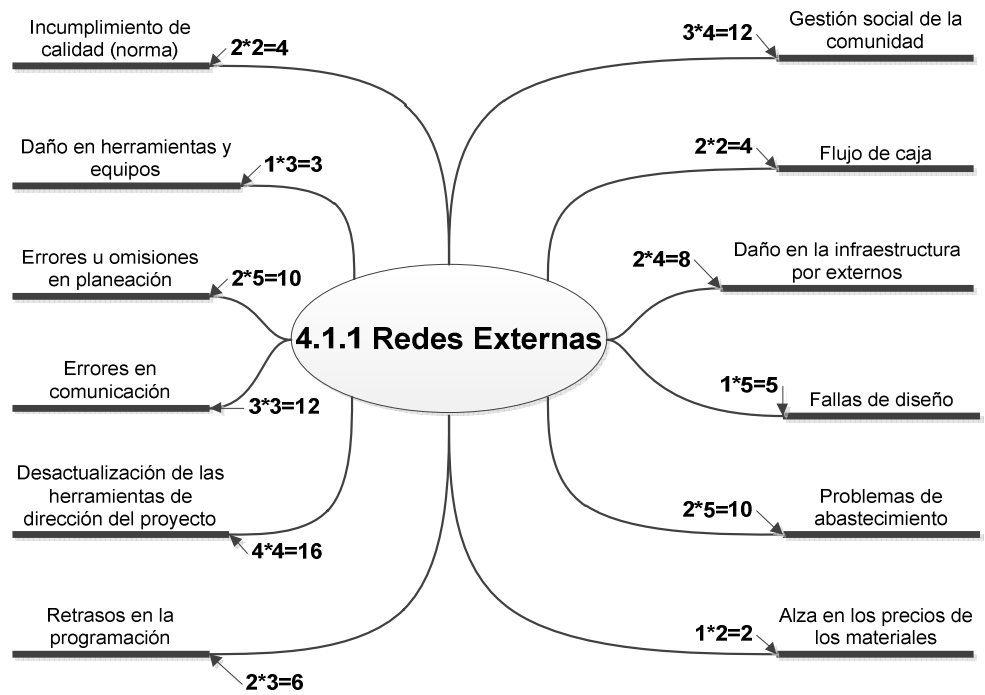 Incumplimiento de
calidad (norma)
2*2=4
Daño en herramientas y
equipos
1*3=3
Errores u omisiones
en planeación
2*5=10
Errores en
comunicación
3*3=12
Desactualización de las
herramientas de
dirección del proyecto
4*4=16
Retrasos en la
programación
2*3=6
4.1.1 Redes Externas
Gestión social de la
comunidad
3*4=12
Flujo de caja
2*2=4
Daño en la infraestructura
por externos
2*4=8
Fallas de diseño
1*5=5
Problemas de
abastecimiento
2*5=10
Alza en los precios de
los materiales
1*2=2